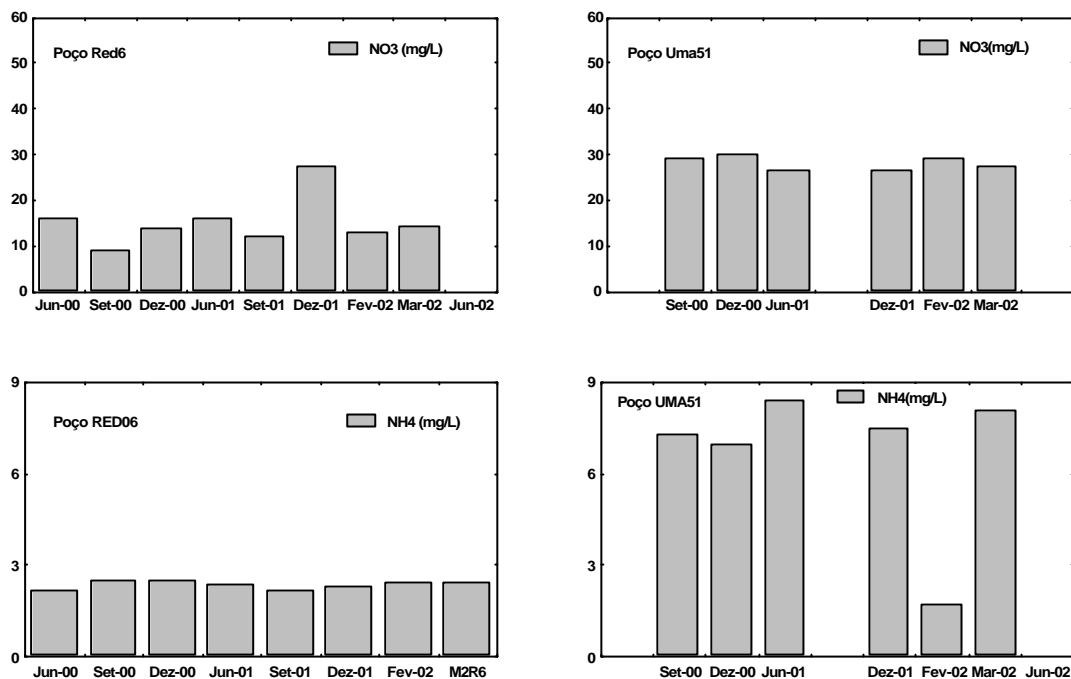 60
50
40
30
20
10
0
Poço Red6
NO3 (mg/L)
Jun-00 Set-00 Dez-00 Jun-01 Set-01 Dez-01 Fev-02 Mar-02 Jun-02
60
50
40
30
20
10
0
Poço Uma51
NO3(mg/L)
Set-00 Dez-00 Jun-01 Dez-01 Fev-02 Mar-02
9
6
3
0
Poço RED06
NH4 (mg/L)
Jun-00 Set-00 Dez-00 Jun-01 Set-01 Dez-01 Fev-02 M2R6
9
6
3
0
Poço UMA51
NH4(mg/L)
Set-00 Dez-00 Jun-01 Dez-01 Fev-02 Mar-02 Jun-02